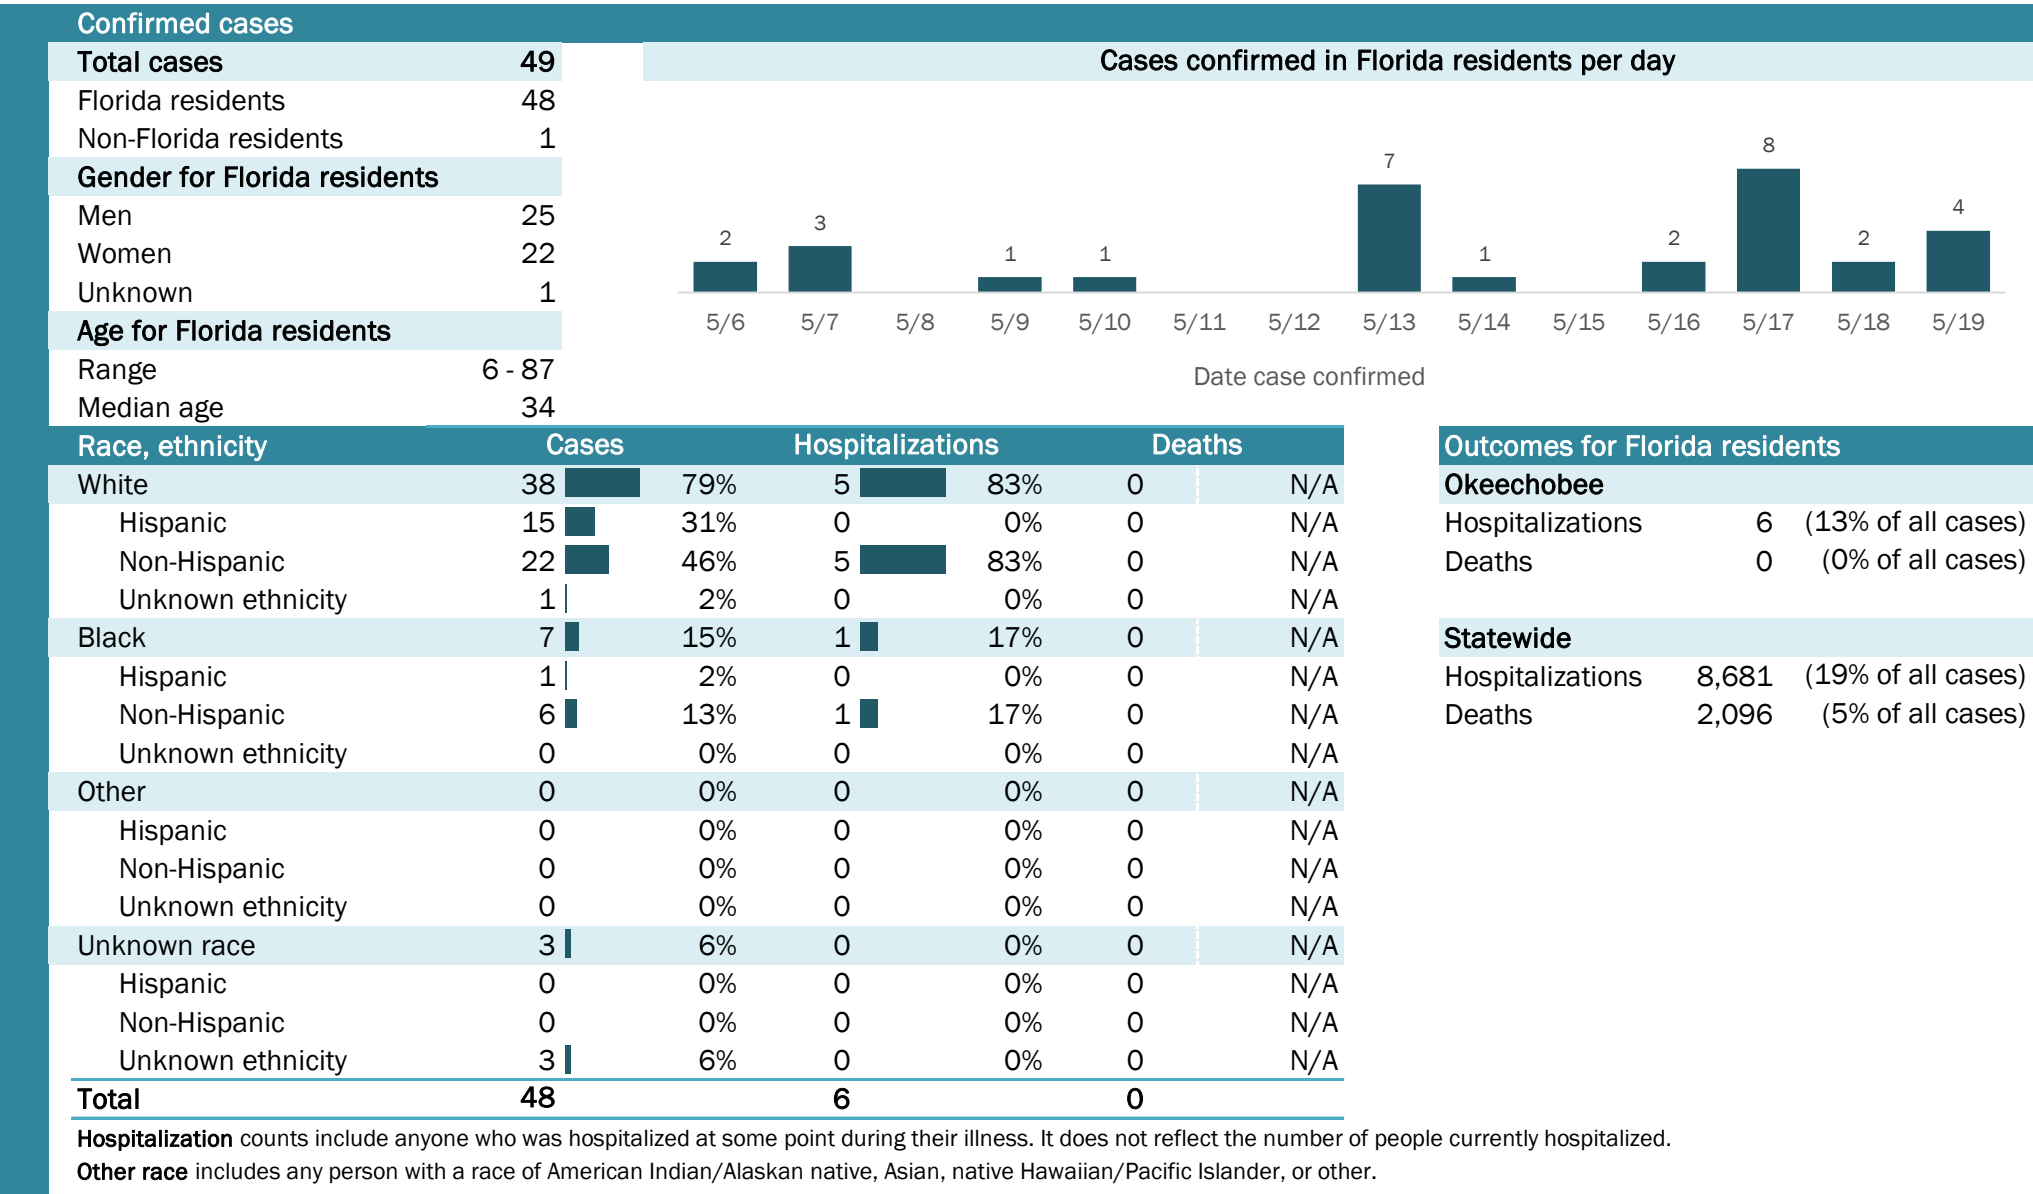 Confirmed cases
Total cases 49
Florida residents 48
Non-Florida residents 1
Gender for Florida residents
Men 25
Women 22
Unknown 1
Age for Florida residents
Range 6 - 87
Median age 34
Cases confirmed in Florida residents per day
2 3 1 1 7 1 2 8 2 4
5/6 5/7 5/8 5/9 5/10 5/11 5/12 5/13 5/14 5/15 5/16 5/17 5/18 5/19
Date case confirmed
Race, ethnicity Cases Hospitalizations Deaths
White 38 79% 5 83% 0 N/A
Hispanic 15 31% 0 0% 0 N/A
Non-Hispanic 22 46% 5 83% 0 N/A
Unknown ethnicity 1 2% 0 0% 0 N/A
Black 7 15% 1 17% 0 N/A
Hispanic 1 2% 0 0% 0 N/A
Non-Hispanic 6 13% 1 17% 0 N/A
Unknown ethnicity 0 0% 0 0% 0 N/A
Other 0 0% 0 0% 0 N/A
Hispanic 0 0% 0 0% 0 N/A
Non-Hispanic 0 0% 0 0% 0 N/A
Unknown ethnicity 0 0% 0 0% 0 N/A
Unknown race 3 6% 0 0% 0 N/A
Hispanic 0 0% 0 0% 0 N/A
Non-Hispanic 0 0% 0 0% 0 N/A
Unknown ethnicity 3 6% 0 0% 0 N/A
Total 48 6 0
Outcomes for Florida residents
Okeechobee
Hospitalizations 6 (13% of all cases)
Deaths 0 (0% of all cases)
Statewide
Hospitalizations 8,681 (19% of all cases)
Deaths 2,096 (5% of all cases)
Hospitalization counts include anyone who was hospitalized at some point during their illness. It does not reflect the number of people currently hospitalized.
Other race includes any person with a race of American Indian/Alaskan native, Asian, native Hawaiian/Pacific Islander, or other.